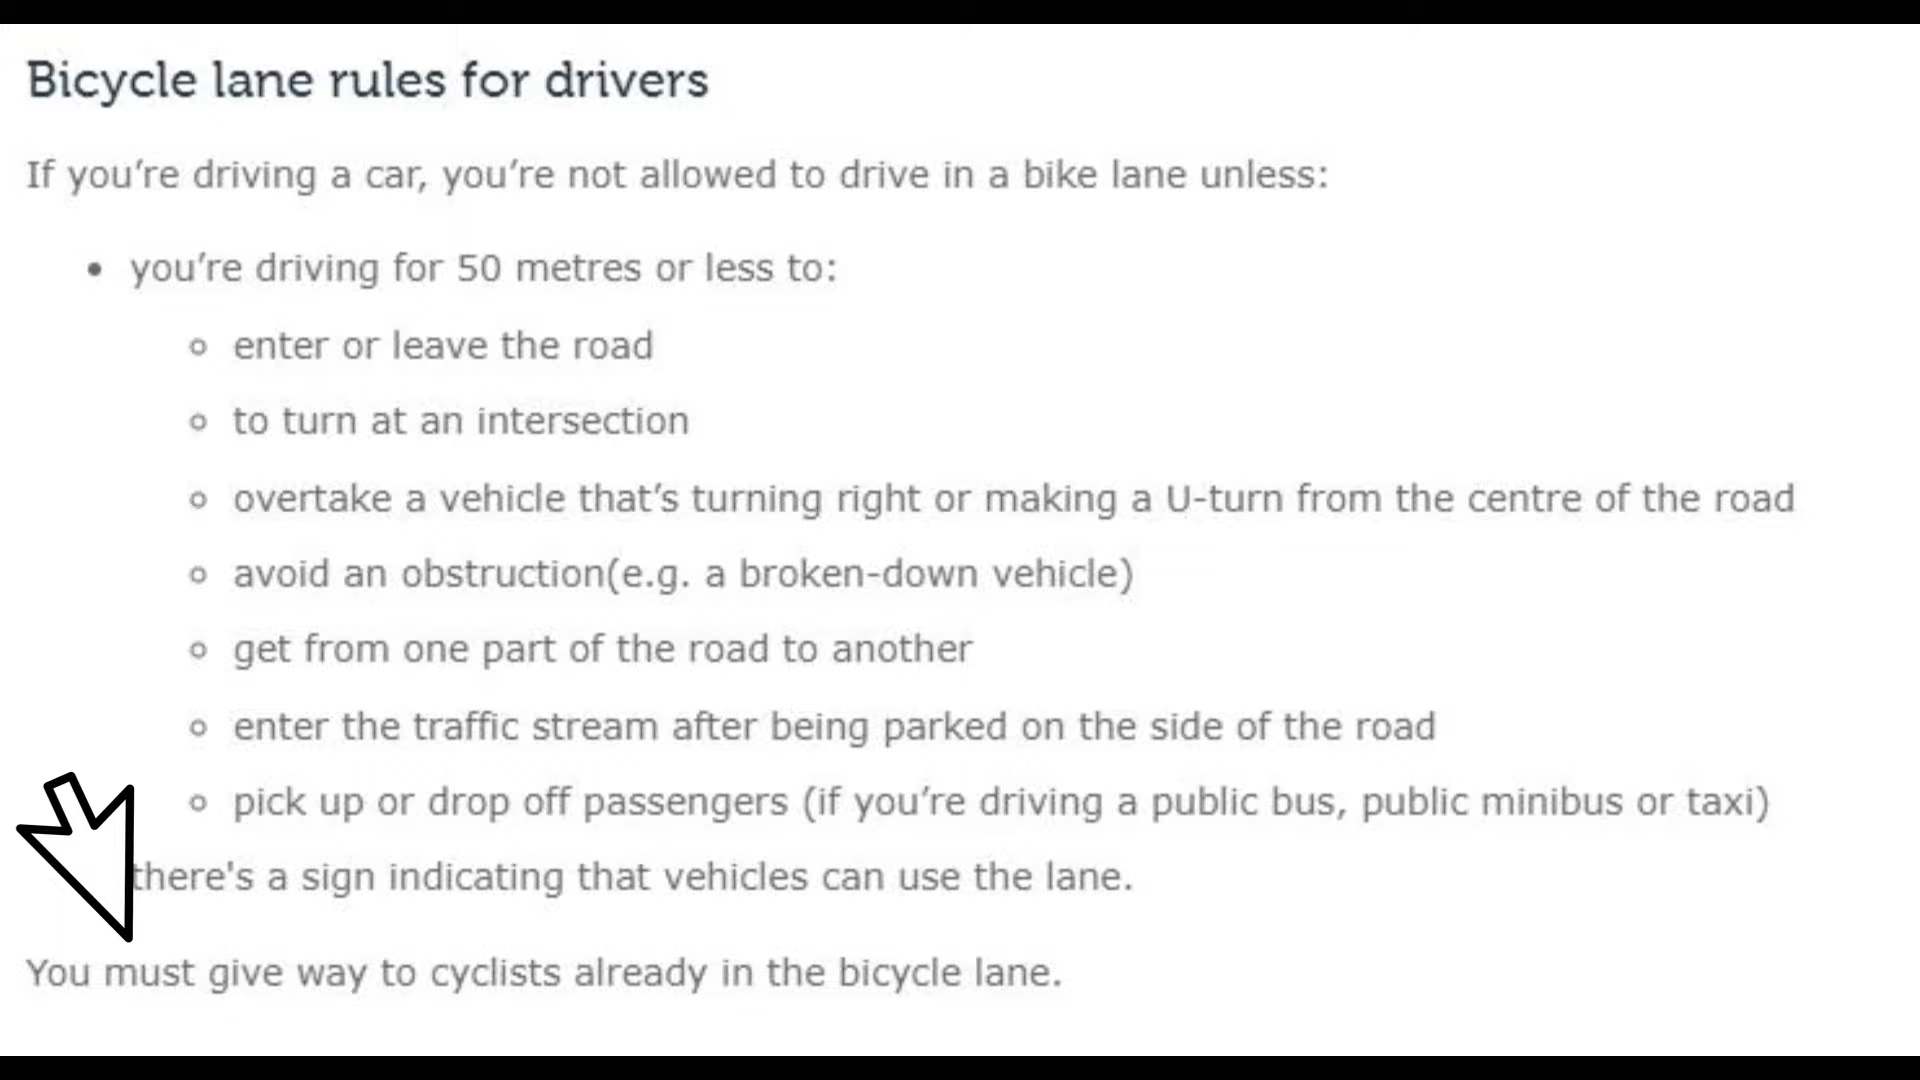 Bicycle lane rules for drivers
If you’re driving a car, you’re not allowed to drive in a bike lane unless:
• you’re driving for 50 metres or less to:
◦ enter or leave the road
◦ to turn at an intersection
◦ overtake a vehicle that’s turning right or making a U-turn from the centre of the road
◦ avoid an obstruction(e.g. a broken-down vehicle)
◦ get from one part of the road to another
◦ enter the traffic stream after being parked on the side of the road
◦ pick up or drop off passengers (if you’re driving a public bus, public minibus or taxi)
there's a sign indicating that vehicles can use the lane.
You must give way to cyclists already in the bicycle lane.